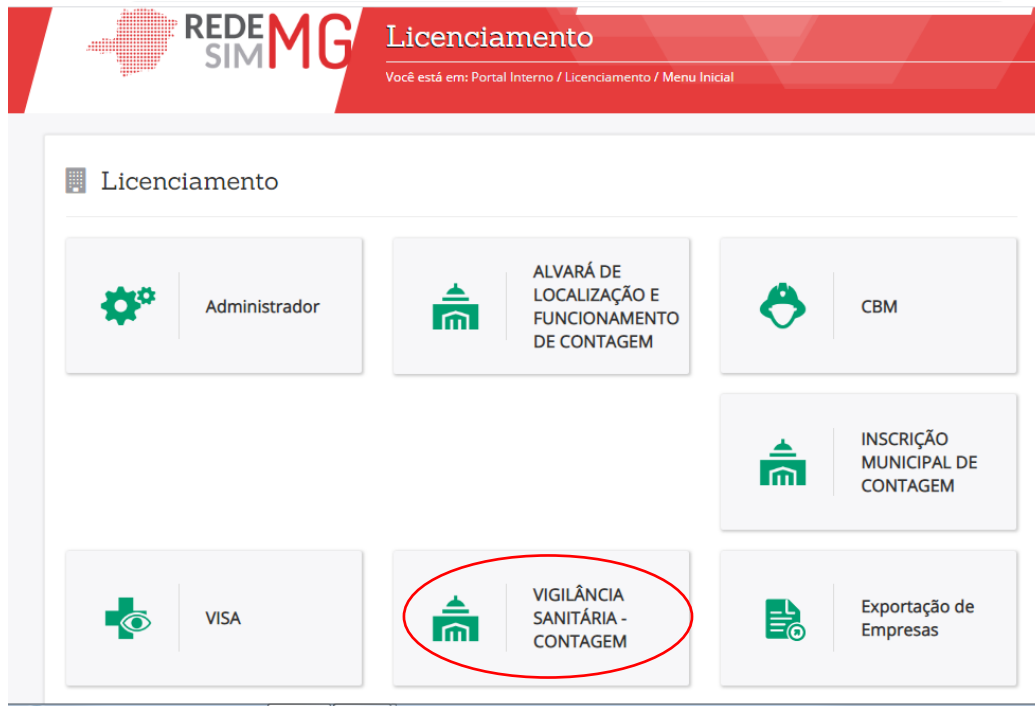 REDE
SIM MG
Licenciamento
Você está em: Portal Interno / Licenciamento / Menu Inicial
Licenciamento
Administrador
ALVARÁ DE
LOCALIZAÇÃO E
FUNCIONAMENTO
DE CONTAGEM
CBM
INSCRIÇÃO
MUNICIPAL DE
CONTAGEM
VISA
VIGILÂNCIA
SANITÁRIA -
CONTAGEM
Exportação de
Empresas